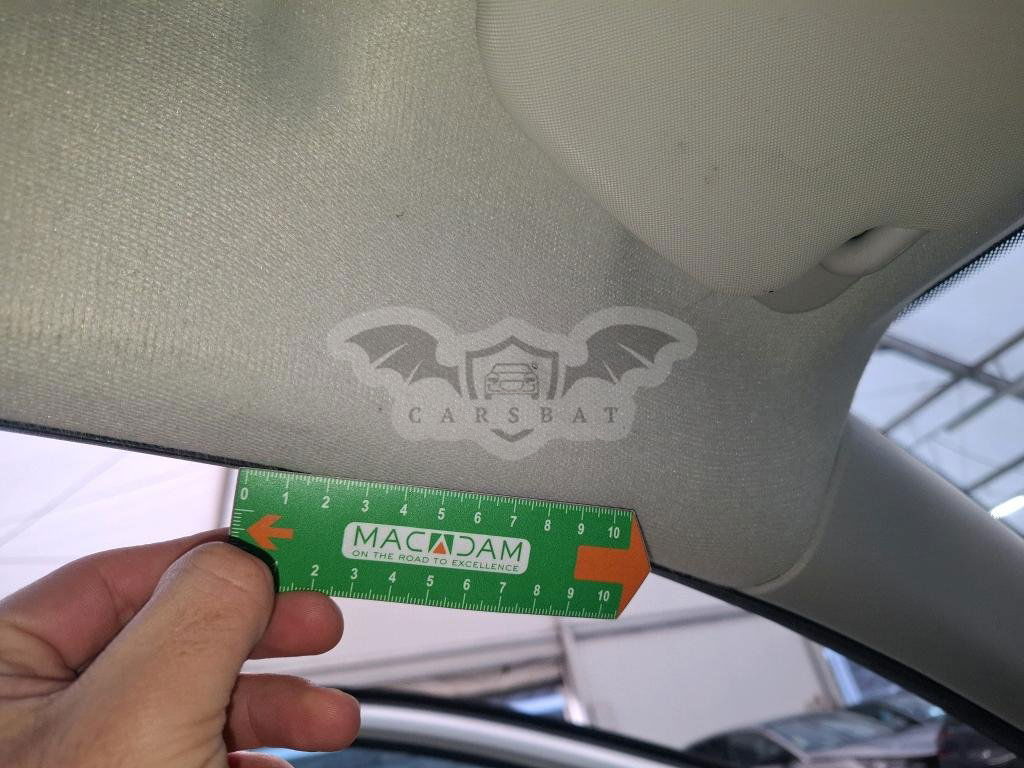 CARSBAT
0 1 2 3 4 5 6 7 8 9 10
MACADAM
ON THE ROAD TO EXCELLENCE
2 3 4 5 6 7 8 9 10